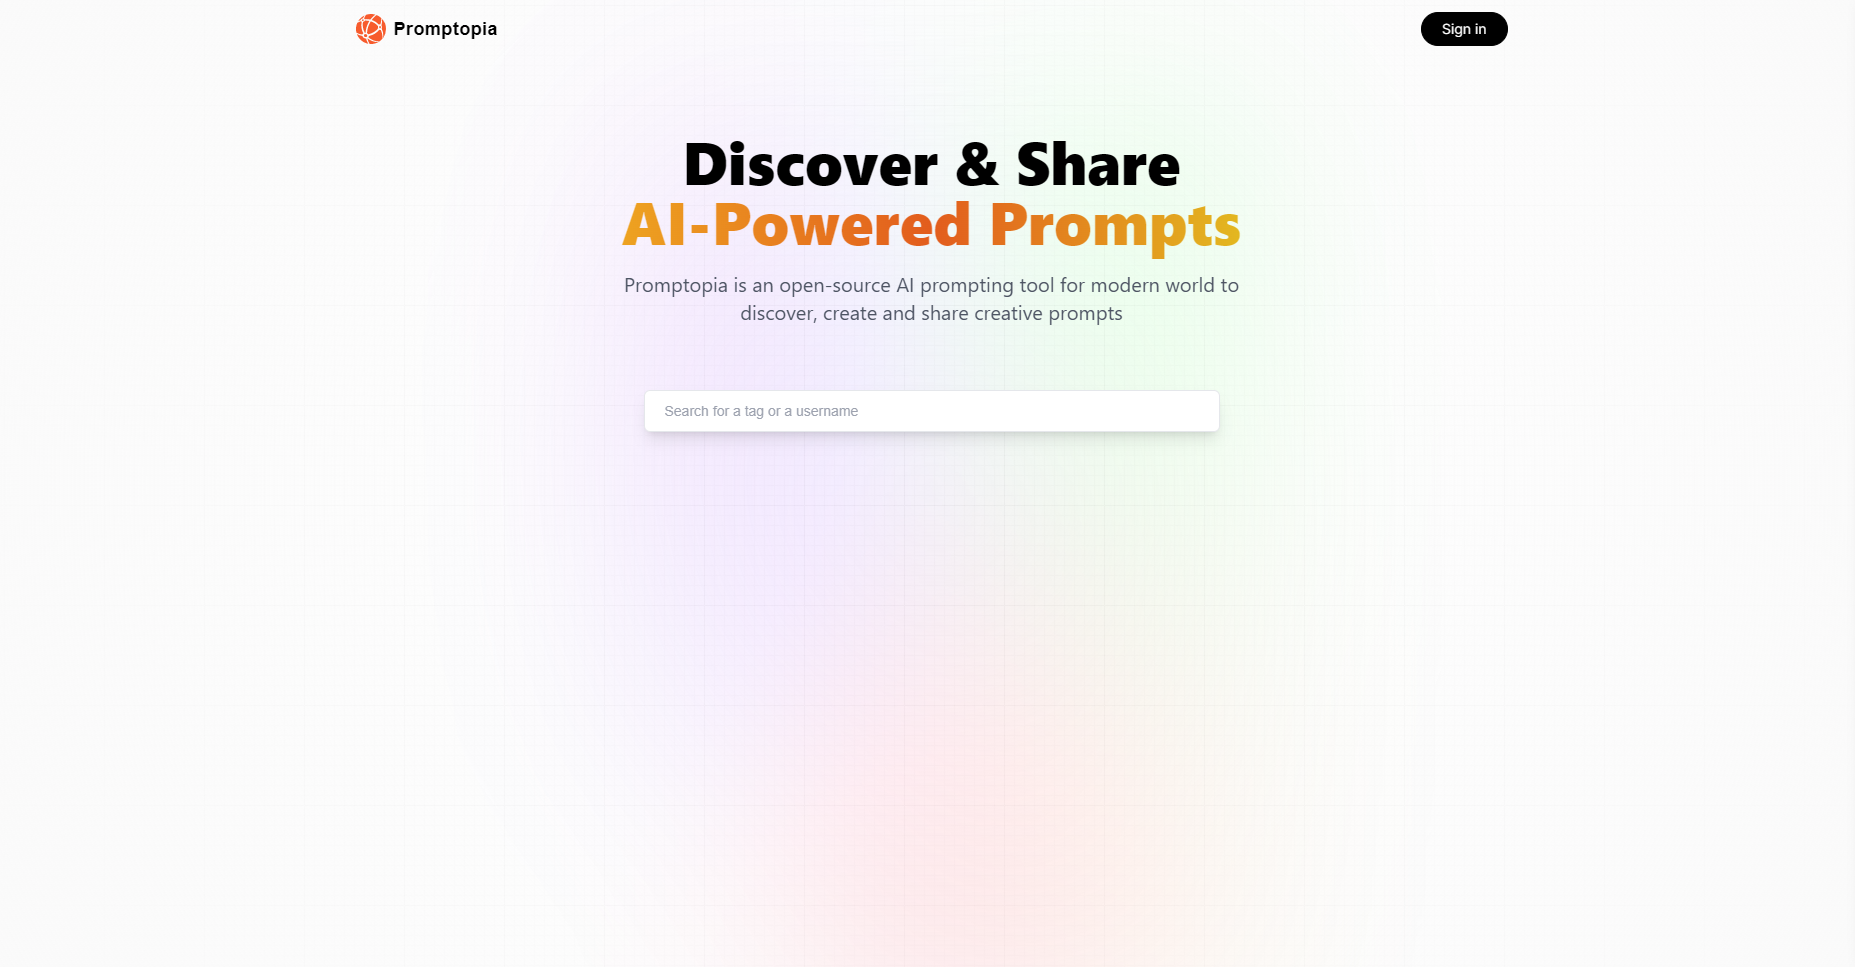 Promptopia
Sign in
Discover & Share
AI-Powered Prompts
Promptopia is an open-source AI prompting tool for modern world to
discover, create and share creative prompts
Search for a tag or a username